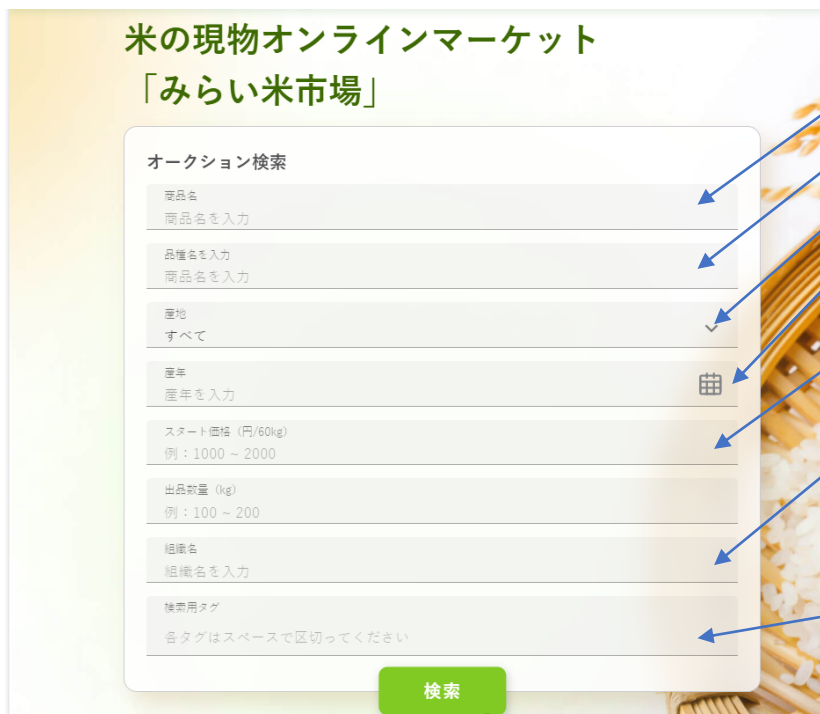 米の現物オンラインマーケット
「みらい米市場」
オークション検索
商品名
商品名を入力
品種名を入力
商品名を入力
産地
すべて
産年
産年を入力
スタート価格（円/60kg）
例：1000 ~ 2000
出品数量（kg）
例：100 ~ 200
組織名
組織名を入力
検索用タグ
各タグはスペースで区切ってください
検索